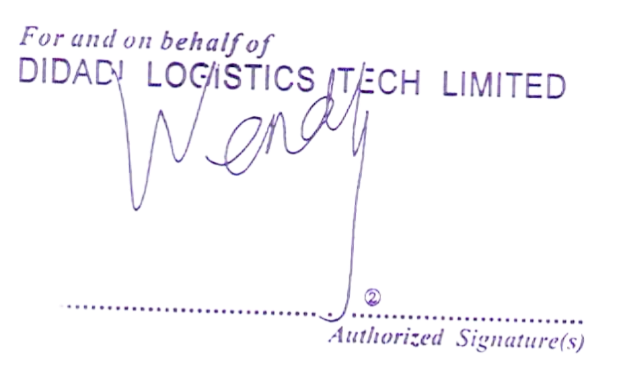 For and on behalf of
DIDADI LOGISTICS TECH LIMITED
Wendy
②
Authorized Signature(s)